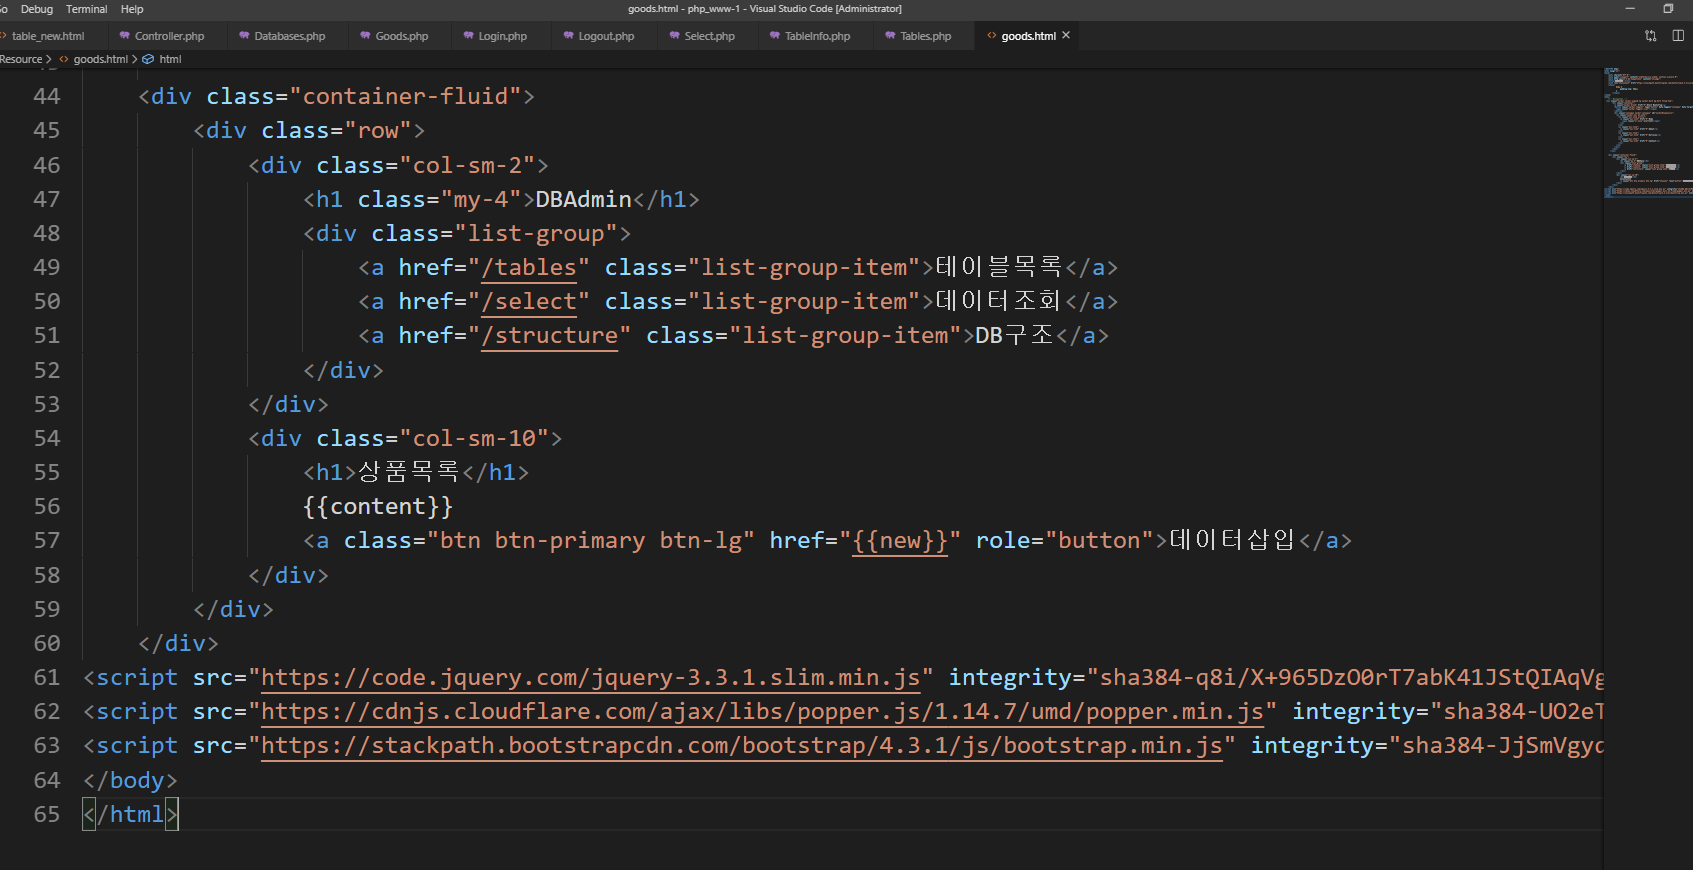 Debug Terminal Help goods.html - php_www-1 - Visual Studio Code [Administrator]
table_new.html Controller.php Databases.php Goods.php Login.php Logout.php Select.php TableInfo.php Tables.php goods.html
Resource > goods.html > html
44 <div class="container-fluid">
45 <div class="row">
46 <div class="col-sm-2">
47 <h1 class="my-4">DBAdmin</h1>
48 <div class="list-group">
49 <a href="/tables" class="list-group-item">테이블목록</a>
50 <a href="/select" class="list-group-item">데이터조회</a>
51 <a href="/structure" class="list-group-item">DB구조</a>
52 </div>
53 </div>
54 <div class="col-sm-10">
55 <h1>상품목록</h1>
56 {{content}}
57 <a class="btn btn-primary btn-lg" href="{{new}}" role="button">데이터삽입</a>
58 </div>
59 </div>
60 </div>
61 <script src="https://code.jquery.com/jquery-3.3.1.slim.min.js" integrity="sha384-q8i/X+965DzO0rT7abK41JStQIAqVg
62 <script src="https://cdnjs.cloudflare.com/ajax/libs/popper.js/1.14.7/umd/popper.min.js" integrity="sha384-UO2eT
63 <script src="https://stackpath.bootstrapcdn.com/bootstrap/4.3.1/js/bootstrap.min.js" integrity="sha384-JjSmVgyd
64 </body>
65 </html>